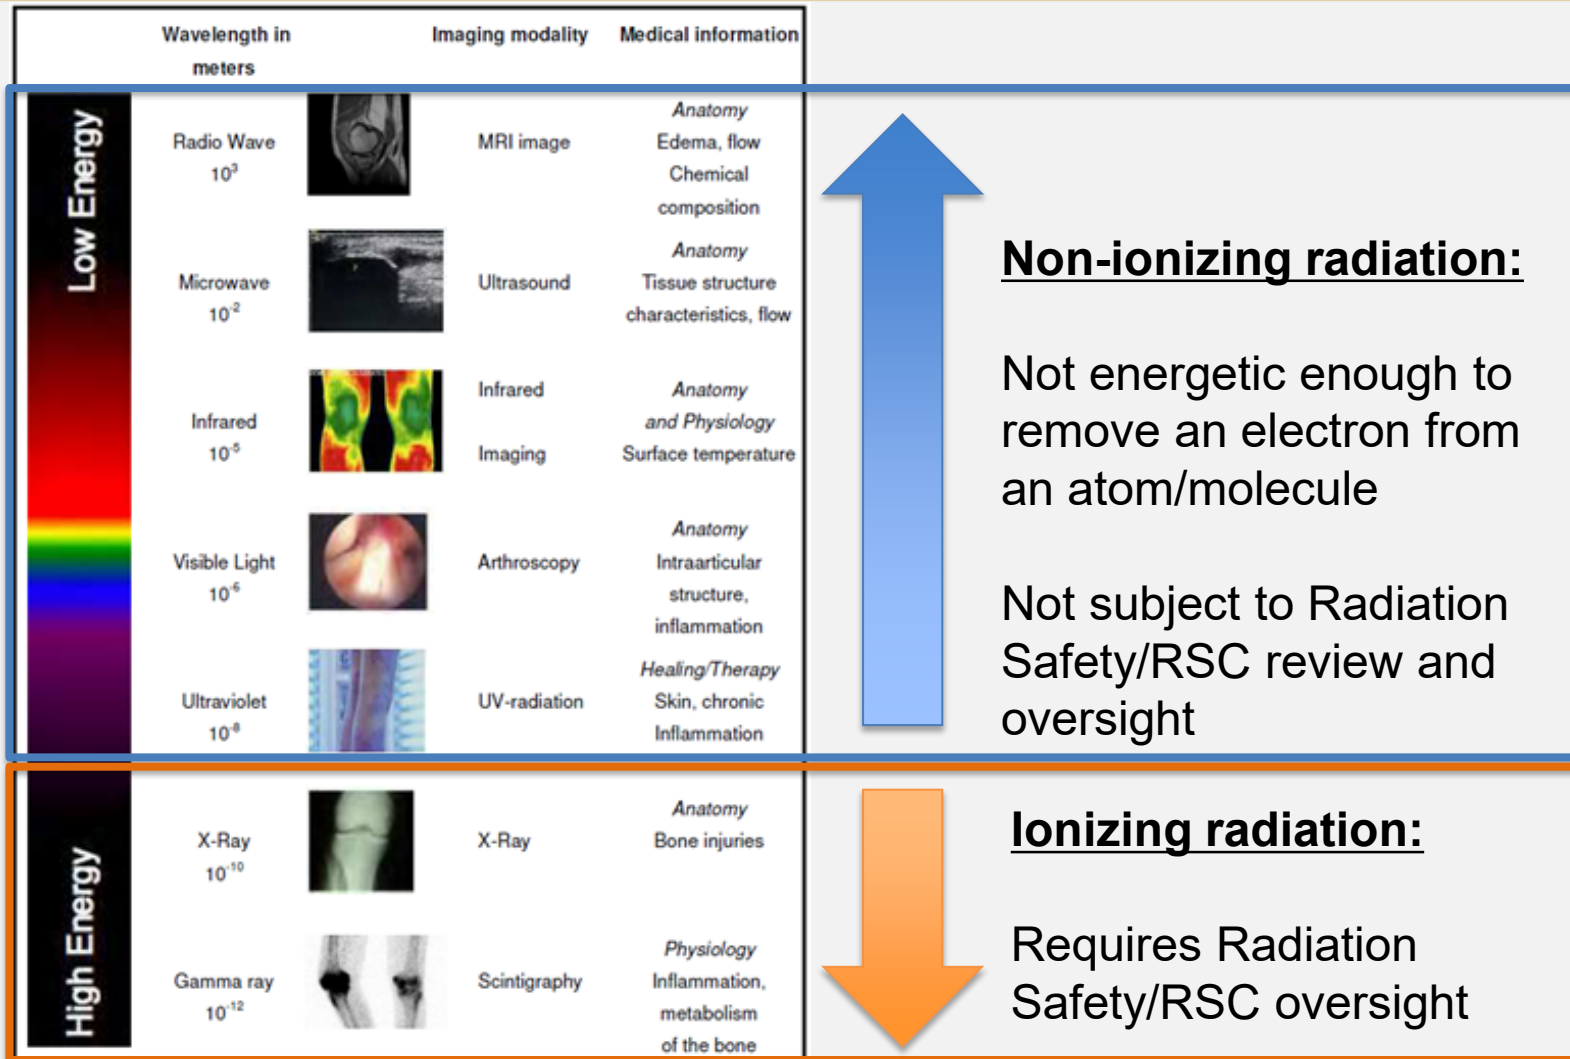 Wavelength in meters
Imaging modality
Medical information
Low Energy
Radio Wave
10³
MRI image
Anatomy
Edema, flow
Chemical
composition
Microwave
10⁻²
Ultrasound
Anatomy
Tissue structure
characteristics, flow
Infrared
10⁻⁵
Infrared
Imaging
Anatomy
and Physiology
Surface temperature
Visible Light
10⁻⁶
Arthroscopy
Anatomy
Intraarticular
structure,
inflammation
Ultraviolet
10⁻⁸
UV-radiation
Healing/Therapy
Skin, chronic
Inflammation
High Energy
X-Ray
10⁻¹⁰
X-Ray
Anatomy
Bone injuries
Gamma ray
10⁻¹²
Scintigraphy
Physiology
Inflammation,
metabolism
of the bone
Non-ionizing radiation:
Not energetic enough to
remove an electron from
an atom/molecule
Not subject to Radiation
Safety/RSC review and
oversight
Ionizing radiation:
Requires Radiation
Safety/RSC oversight